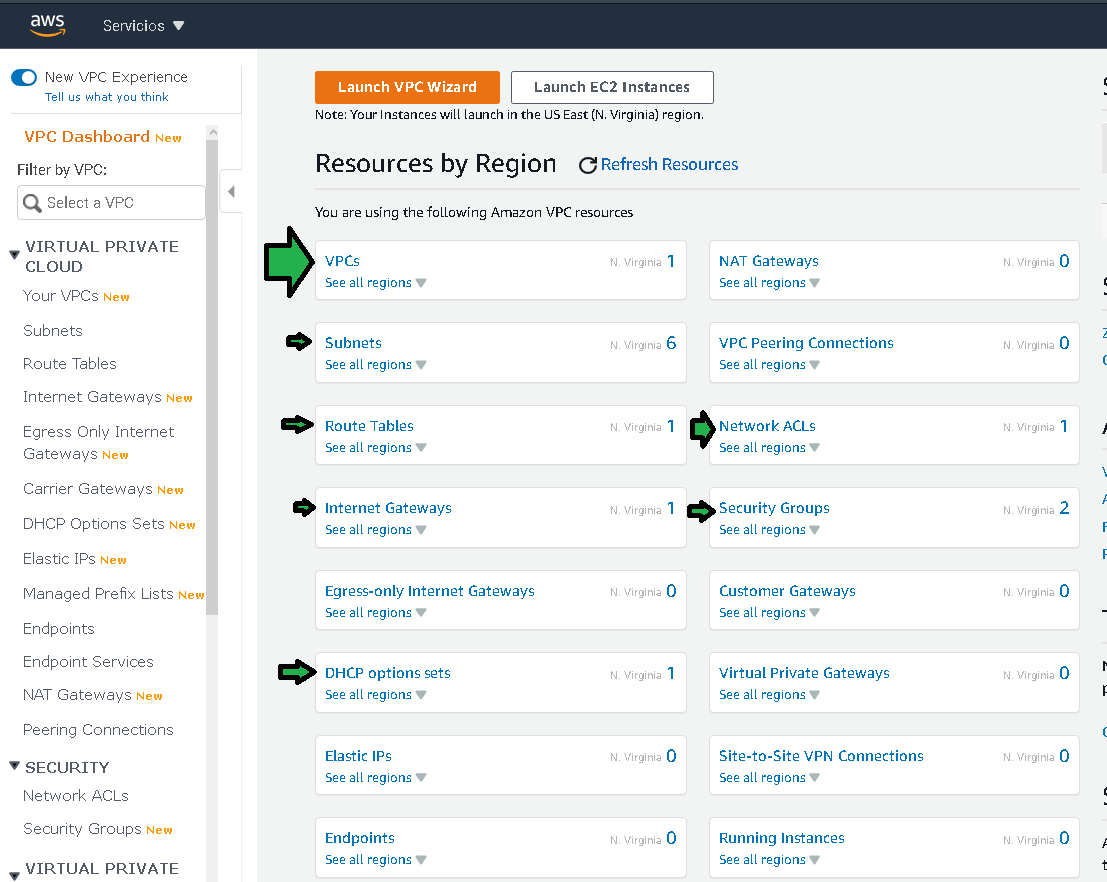 aws
Servicios
New VPC Experience
Tell us what you think
VPC Dashboard New
Filter by VPC:
Select a VPC
VIRTUAL PRIVATE
CLOUD
Your VPCs New
Subnets
Route Tables
Internet Gateways New
Egress Only Internet
Gateways New
Carrier Gateways New
DHCP Options Sets New
Elastic IPs New
Managed Prefix Lists New
Endpoints
Endpoint Services
NAT Gateways New
Peering Connections
SECURITY
Network ACLs
Security Groups New
VIRTUAL PRIVATE
Launch VPC Wizard
Launch EC2 Instances
Note: Your Instances will launch in the US East (N. Virginia) region.
Resources by Region Refresh Resources
You are using the following Amazon VPC resources
VPCs N. Virginia 1
See all regions
NAT Gateways N. Virginia 0
See all regions
Subnets N. Virginia 6
See all regions
VPC Peering Connections N. Virginia 0
See all regions
Route Tables N. Virginia 1
See all regions
Network ACLs N. Virginia 1
See all regions
Internet Gateways N. Virginia 1
See all regions
Security Groups N. Virginia 2
See all regions
Egress-only Internet Gateways N. Virginia 0
See all regions
Customer Gateways N. Virginia 0
See all regions
DHCP options sets N. Virginia 1
See all regions
Virtual Private Gateways N. Virginia 0
See all regions
Elastic IPs N. Virginia 0
See all regions
Site-to-Site VPN Connections N. Virginia 0
See all regions
Endpoints N. Virginia 0
See all regions
Running Instances N. Virginia 0
See all regions